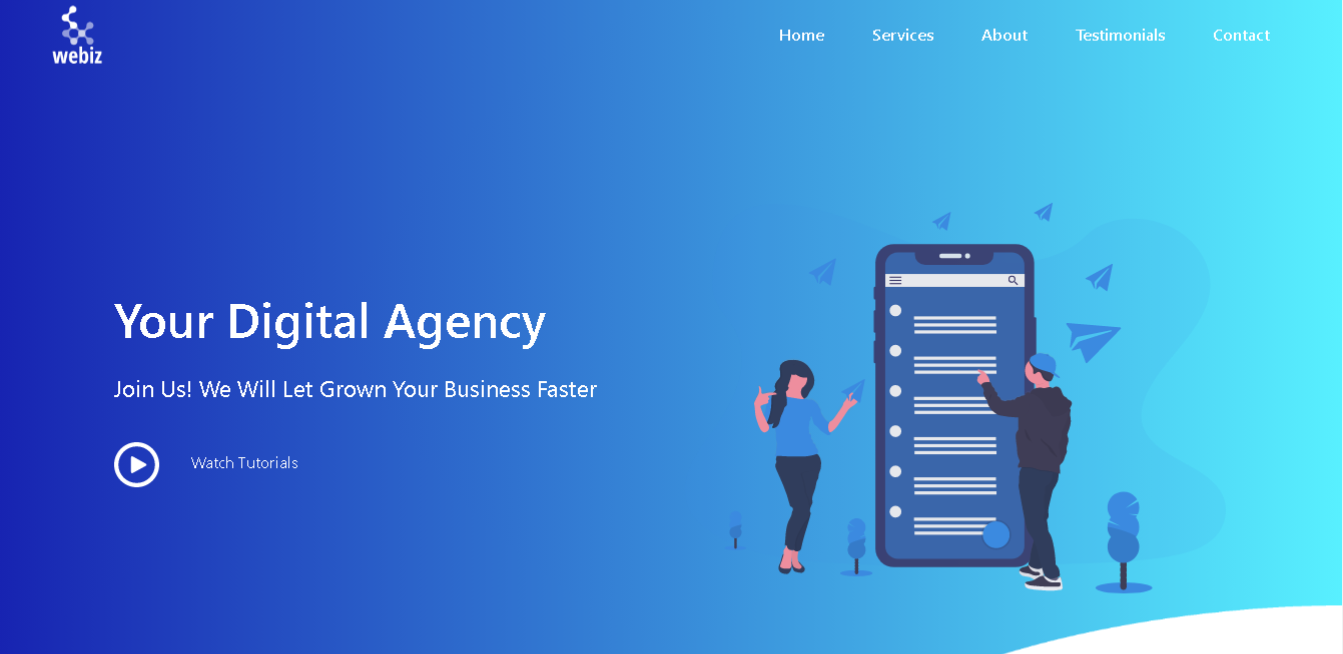 webiz
Home Services About Testimonials Contact
Your Digital Agency
Join Us! We Will Let Grown Your Business Faster
Watch Tutorials